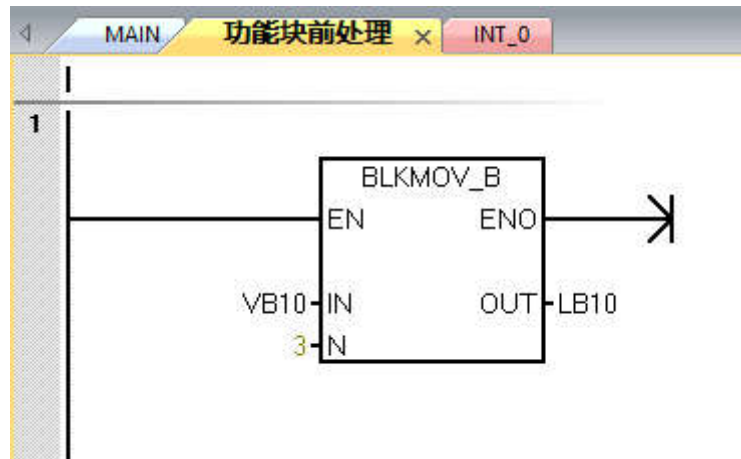 MAIN 功能块前处理 × INT_0
1
BLKMOV_B
EN ENO
VB10 IN OUT LB10
3 N